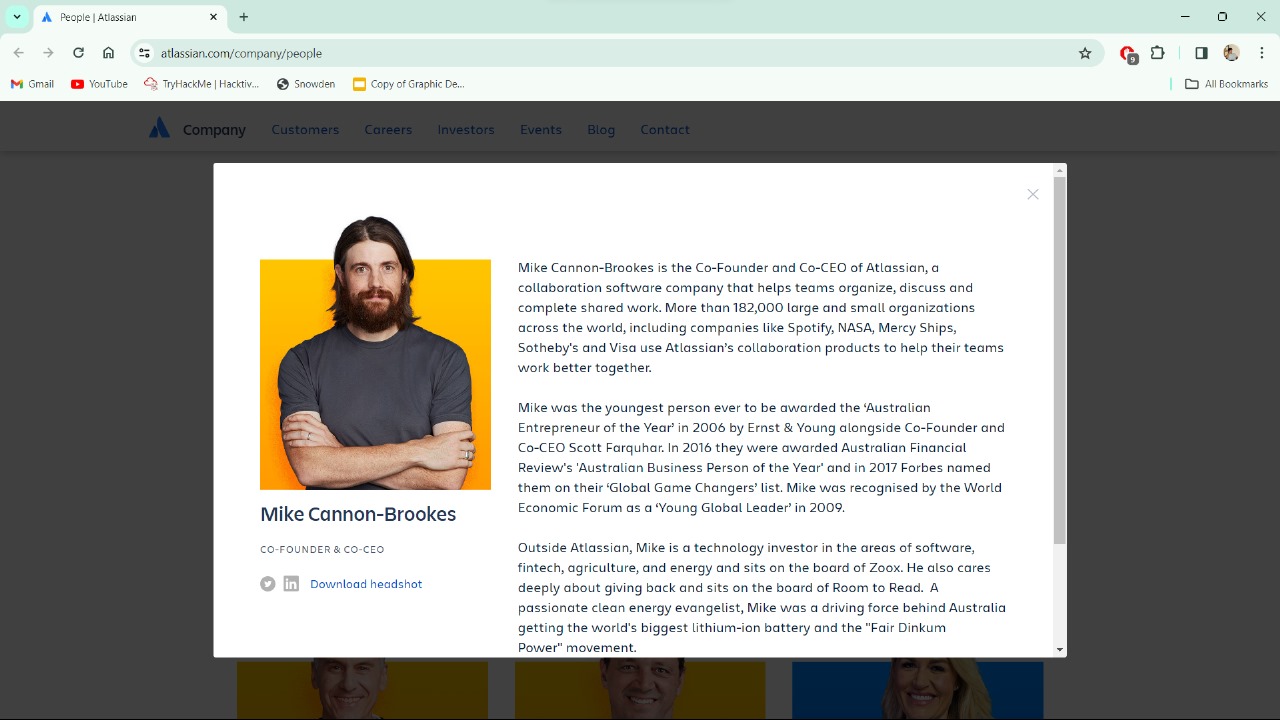 People | Atlassian
atlassian.com/company/people
9
Gmail
YouTube
TryHackMe | Hacktiv...
Snowden
Copy of Graphic De...
All Bookmarks
Company
Customers
Careers
Investors
Events
Blog
Contact
Mike Cannon-Brookes is the Co-Founder and Co-CEO of Atlassian, a
collaboration software company that helps teams organize, discuss and
complete shared work. More than 182,000 large and small organizations
across the world, including companies like Spotify, NASA, Mercy Ships,
Sotheby's and Visa use Atlassian’s collaboration products to help their teams
work better together.
Mike was the youngest person ever to be awarded the ‘Australian
Entrepreneur of the Year’ in 2006 by Ernst & Young alongside Co-Founder and
Co-CEO Scott Farquhar. In 2016 they were awarded Australian Financial
Review's 'Australian Business Person of the Year' and in 2017 Forbes named
them on their ‘Global Game Changers’ list. Mike was recognised by the World
Economic Forum as a ‘Young Global Leader’ in 2009.
Outside Atlassian, Mike is a technology investor in the areas of software,
fintech, agriculture, and energy and sits on the board of Zoox. He also cares
deeply about giving back and sits on the board of Room to Read. A
passionate clean energy evangelist, Mike was a driving force behind Australia
getting the world's biggest lithium-ion battery and the "Fair Dinkum
Power" movement.
Mike Cannon-Brookes
CO-FOUNDER & CO-CEO
in
Download headshot